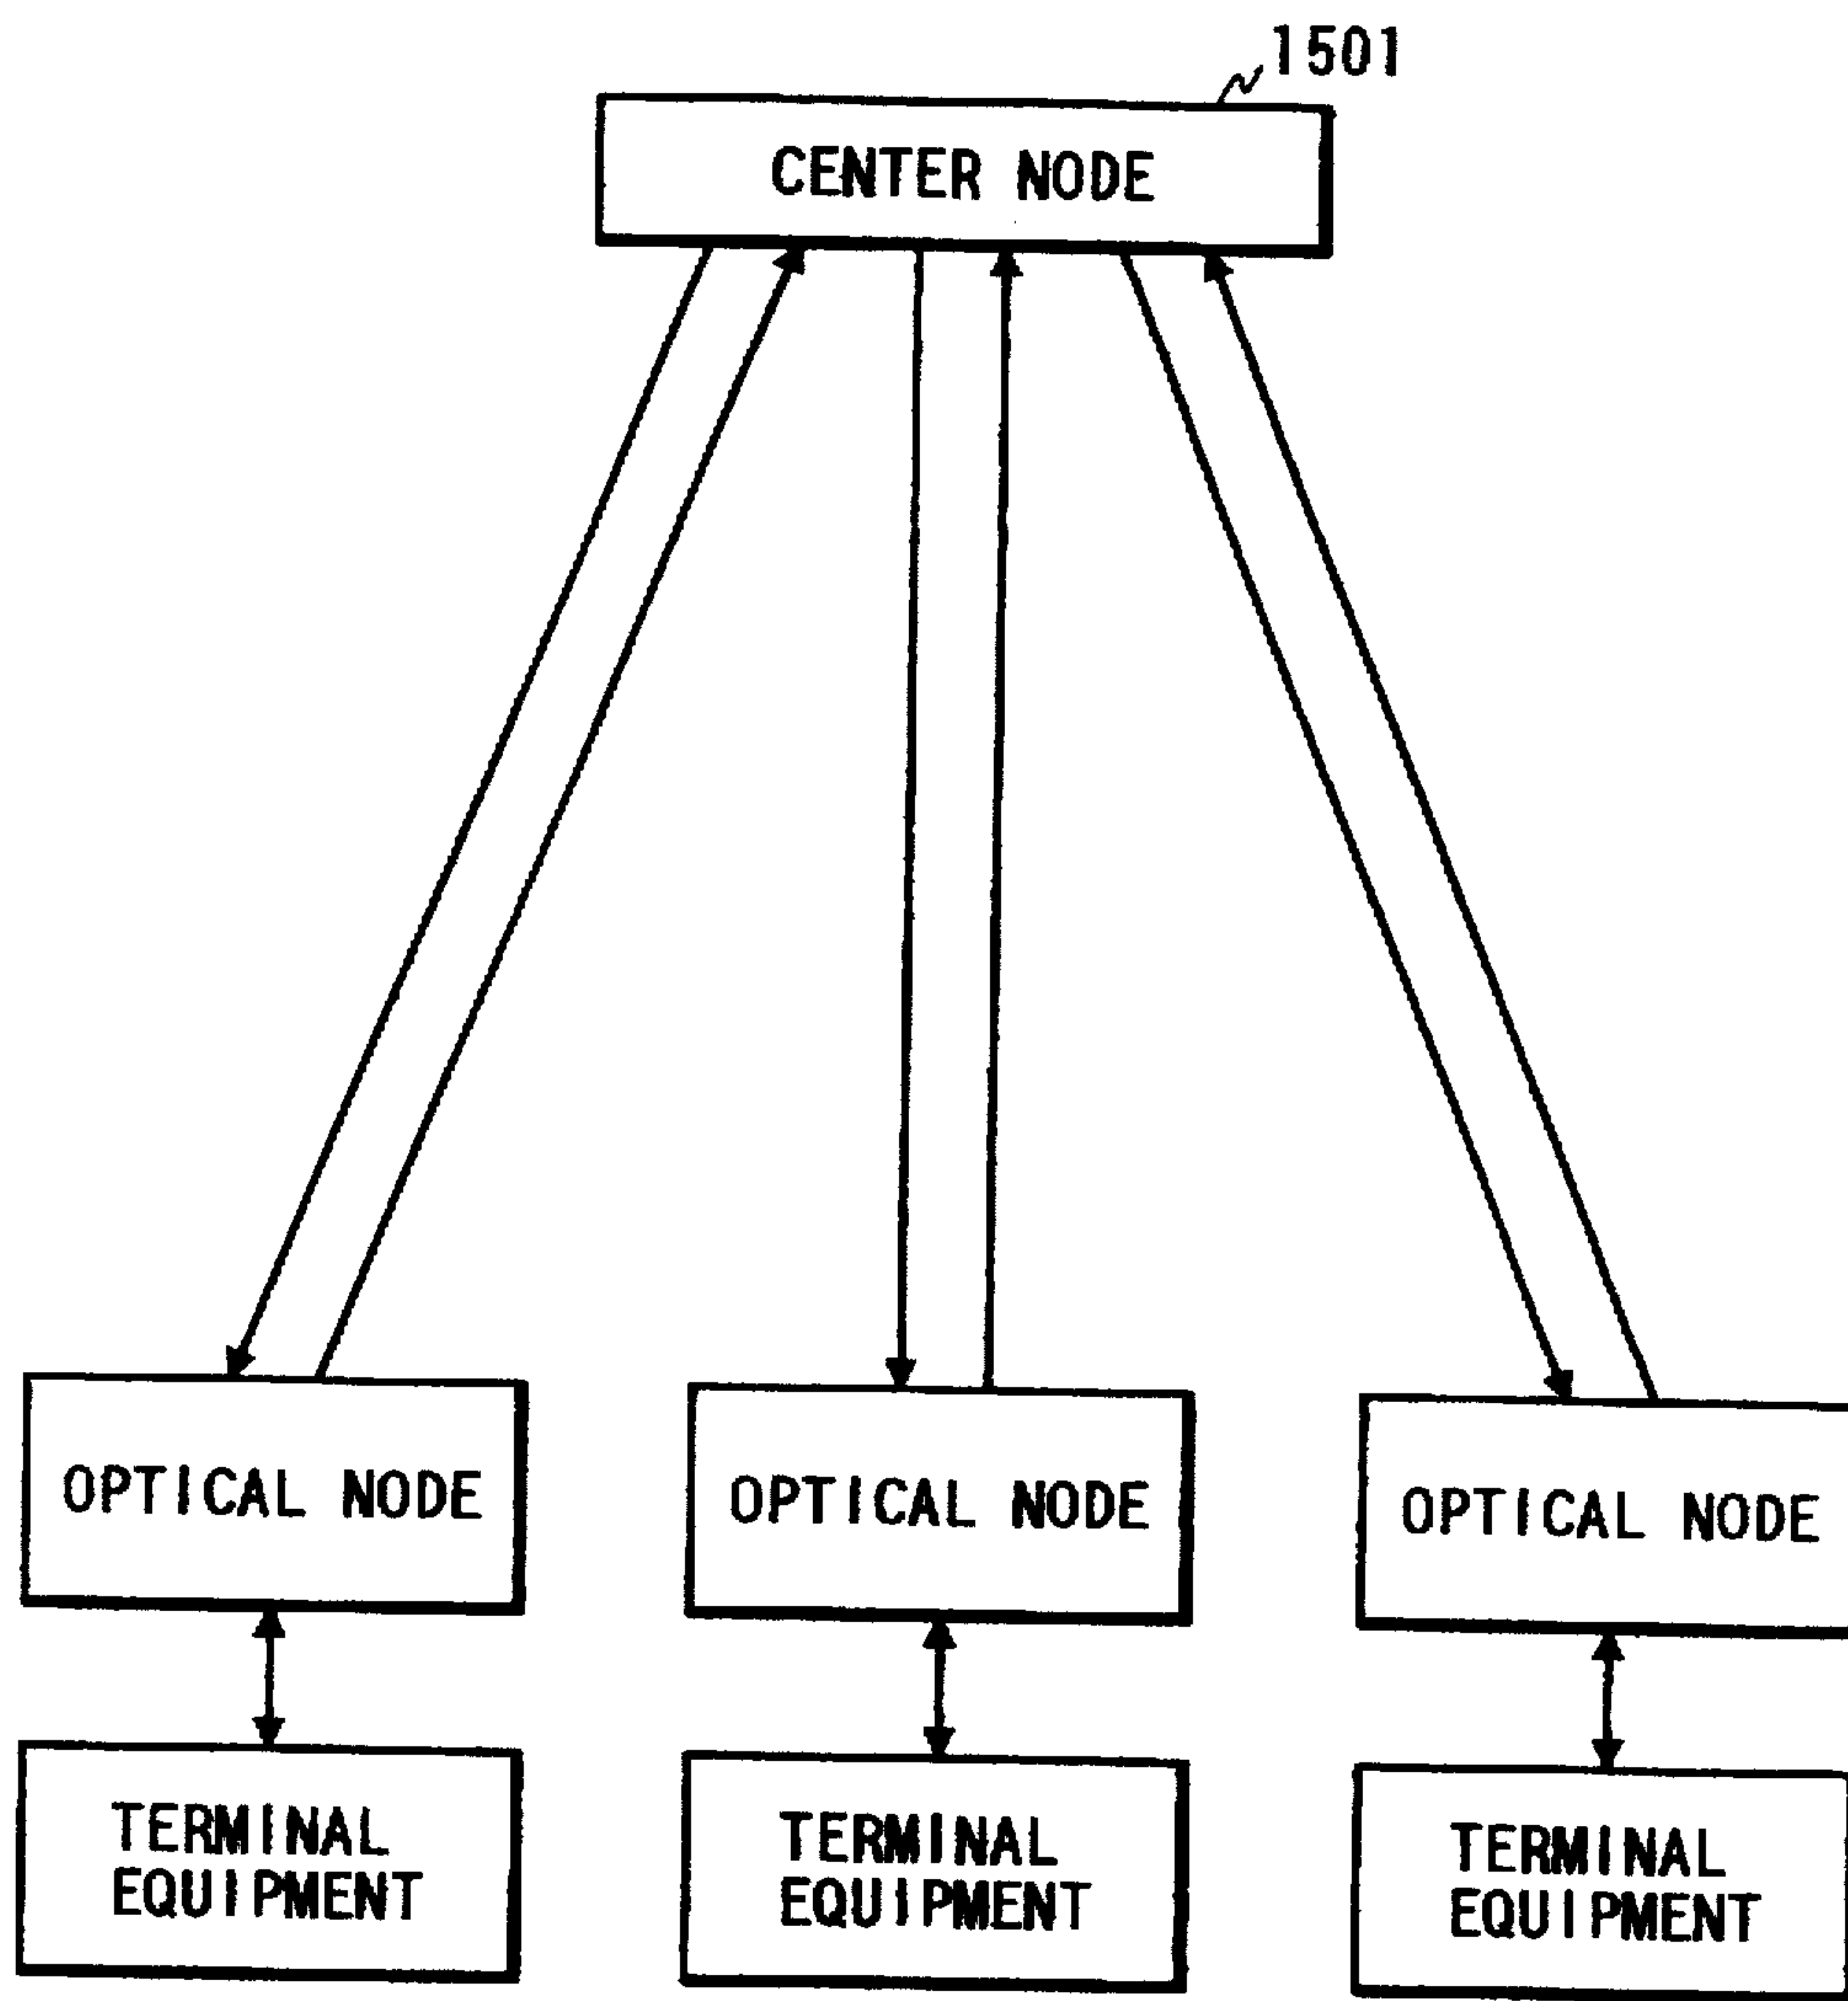 1501
CENTER NODE
OPTICAL NODE
OPTICAL NODE
OPTICAL NODE
TERMINAL
EQUIPMENT
TERMINAL
EQUIPMENT
TERMINAL
EQUIPMENT